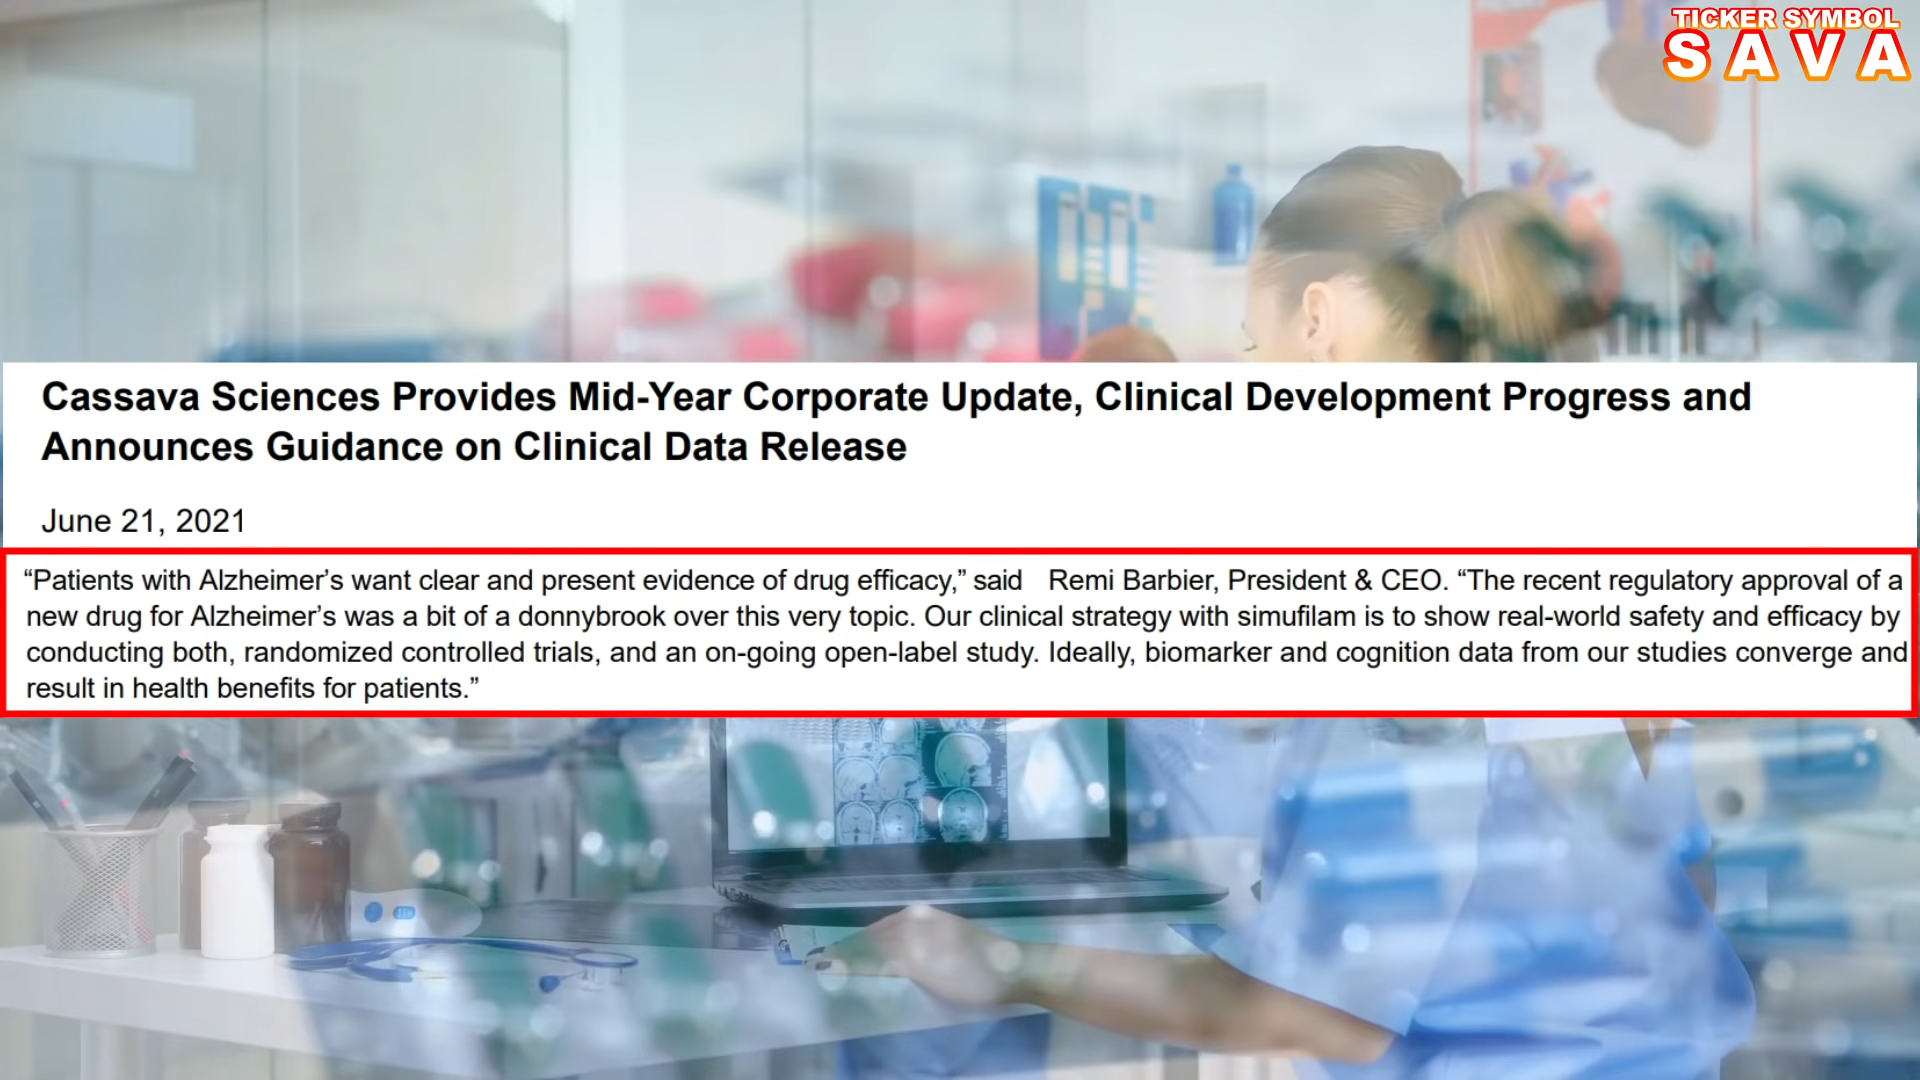 TICKER SYMBOL
SAVA
Cassava Sciences Provides Mid-Year Corporate Update, Clinical Development Progress and
Announces Guidance on Clinical Data Release
June 21, 2021
“Patients with Alzheimer’s want clear and present evidence of drug efficacy,” said Remi Barbier, President & CEO. “The recent regulatory approval of a
new drug for Alzheimer’s was a bit of a donnybrook over this very topic. Our clinical strategy with simufilam is to show real-world safety and efficacy by
conducting both, randomized controlled trials, and an on-going open-label study. Ideally, biomarker and cognition data from our studies converge and
result in health benefits for patients.”